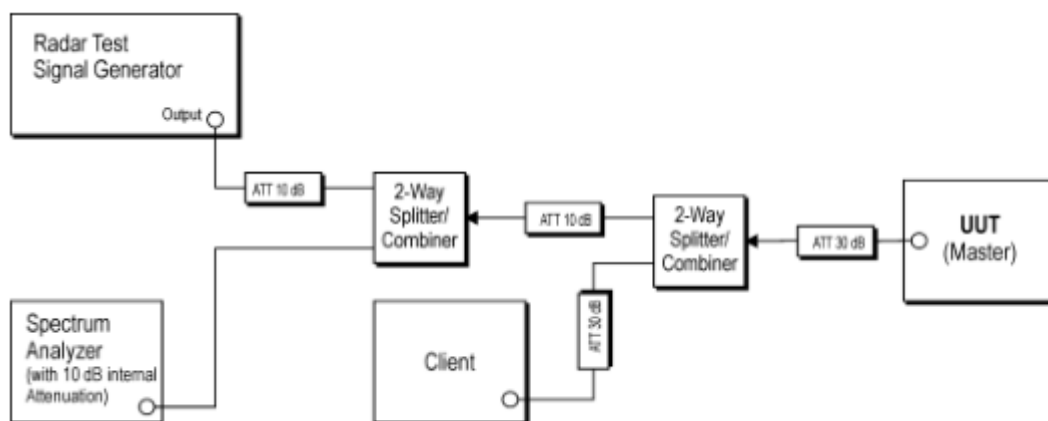 Radar Test
Signal Generator
Output
ATT 10 dB
2-Way
Splitter/
Combiner
ATT 10 dB
2-Way
Splitter/
Combiner
ATT 30 dB
UUT
(Master)
Spectrum
Analyzer
(with 10 dB internal
Attenuation)
Client
ATT 30 dB